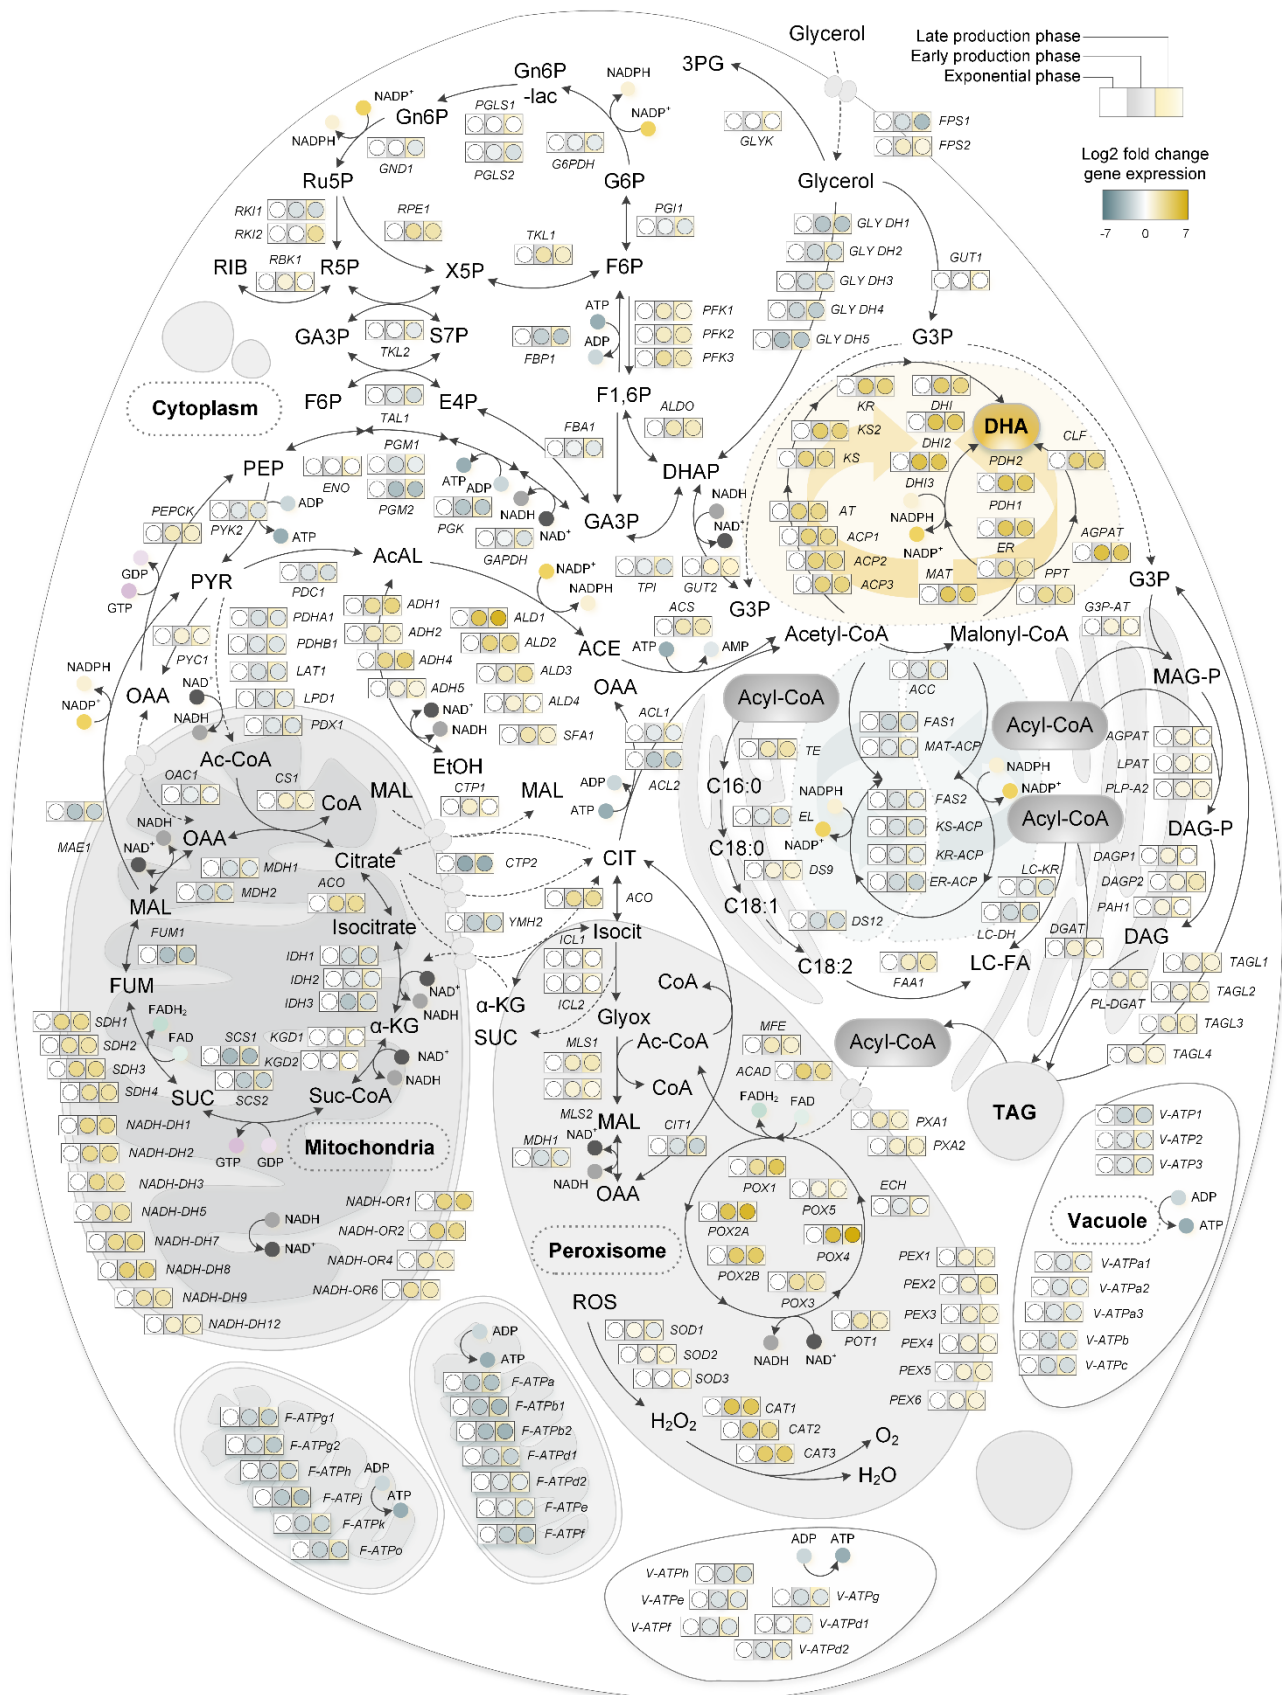 Glycerol
Late production phase
Early production phase
Exponential phase
3PG
Gn6P
-lac
NADPH
NADP⁺
Gn6P
PGLS1
NADP⁺
NADPH
GND1
PGLS2
G6PDH
GLYK
FPS1
FPS2
Log2 fold change
gene expression
-7 0 7
Ru5P
G6P
Glycerol
RKI1
RKI2
RPE1
PGI1
GLY DH1
GLY DH2
GLY DH3
GLY DH4
GLY DH5
TKL1
GUT1
RIB
RBK1
R5P
X5P
F6P
ATP
ADP
FBP1
PFK1
PFK2
PFK3
GA3P
TKL2
S7P
G3P
F6P
TAL1
E4P
F1,6P
Cytoplasm
KR
DHI
DHI2
DHI3
DHA
CLF
KS2
KS
PDH2
PDH1
NADPH
NADP⁺
ER
AT
ACP1
ACP2
ACP3
MAT
PPT
AGPAT
PEP
ENO
PGM1
PGM2
FBA1
ALDO
DHAP
ATP
ADP
PGK
NADH
NAD⁺
GAPDH
GA3P
NADH
NAD⁺
TPI
GUT2
G3P
G3P
PEPCK
PYK2
ADP
ATP
GDP
GTP
PYR
AcAL
NADP⁺
NADPH
PDC1
PDHA1
PDHB1
LAT1
LPD1
PDX1
PYC1
ADH1
ADH2
ADH4
ADH5
ALD1
ALD2
ALD3
ALD4
SFA1
ACE
ACS
ATP
AMP
Acetyl-CoA
Malonyl-CoA
G3P-AT
NADPH
NADP⁺
OAA
NAD⁺
NADH
NAD⁺
NADH
EtOH
OAA
ACL1
ACL2
ADP
ATP
Acyl-CoA
ACC
Acyl-CoA
MAG-P
FAS1
MAT-ACP
TE
C16:0
NADPH
NADP⁺
EL
FAS2
KS-ACP
KR-ACP
ER-ACP
NADPH
NADP⁺
Acyl-CoA
AGPAT
LPAT
PLP-A2
DAG-P
C18:0
DS9
C18:1
DS12
C18:2
LC-KR
LC-DH
LC-FA
FAA1
DAGP1
DAGP2
PAH1
DAG
DGAT
PL-DGAT
TAGL1
TAGL2
TAGL3
TAGL4
TAG
Ac-CoA
OAC1
CS1
CoA
MAL
CTP1
MAL
MAE1
NADH
NAD⁺
OAA
MDH1
MDH2
Citrate
CTP2
CIT
ACO
ACO
MAL
FUM1
Isocitrate
YMH2
Isocit
ICL1
ICL2
IDH1
IDH2
IDH3
NAD⁺
NADH
FUM
FADH₂
FAD
α-KG
α-KG
SUC
Glyox
CoA
SDH1
SDH2
SDH3
SDH4
SCS1
SCS2
KGD1
KGD2
NAD⁺
NADH
SUC
Suc-CoA
MLS1
MLS2
Ac-CoA
CoA
MAL
MFE
ACAD
Acyl-CoA
FADH₂
FAD
GTP
GDP
Mitochondria
MDH1
NAD⁺
NADH
CIT1
OAA
PXA1
PXA2
NADH-DH1
NADH-DH2
NADH-DH3
NADH-DH5
NADH-DH7
NADH-DH8
NADH-DH9
NADH-DH12
NADH
NAD⁺
NADH-OR1
NADH-OR2
NADH-OR4
NADH-OR6
Peroxisome
POX1
POX5
POX2A
POX4
POX2B
POX3
ECH
POT1
NADH
NAD⁺
PEX1
PEX2
PEX3
PEX4
PEX5
PEX6
V-ATP1
V-ATP2
V-ATP3
Vacuole
ADP
ATP
V-ATPa1
V-ATPa2
V-ATPa3
V-ATPb
V-ATPc
ROS
SOD1
SOD2
SOD3
H₂O₂
CAT1
CAT2
CAT3
O₂
H₂O
ADP
ATP
F-ATPa
F-ATPb1
F-ATPb2
F-ATPd1
F-ATPd2
F-ATPe
F-ATPf
F-ATPg1
F-ATPg2
F-ATPh
F-ATPj
F-ATPk
F-ATPo
ADP
ATP
ADP
ATP
V-ATPh
V-ATPe
V-ATPf
V-ATPg
V-ATPd1
V-ATPd2